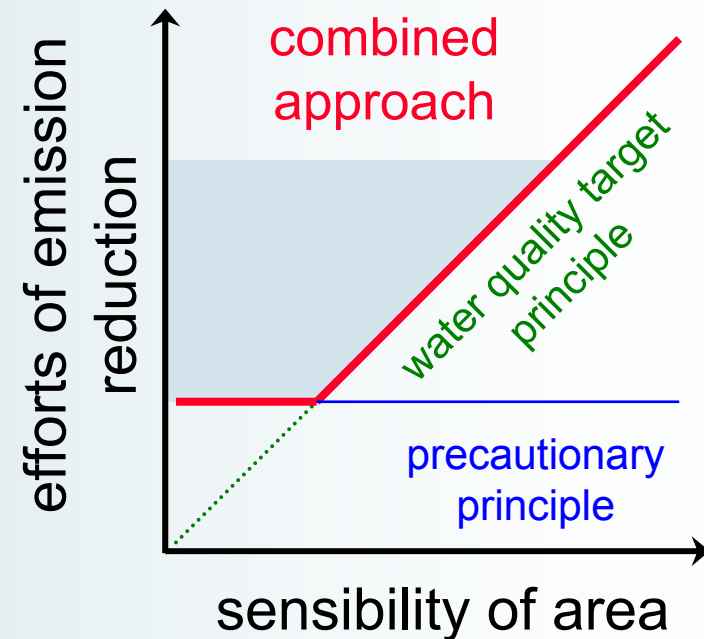 combined
approach
efforts of emission
reduction
water quality target
principle
precautionary
principle
sensibility of area